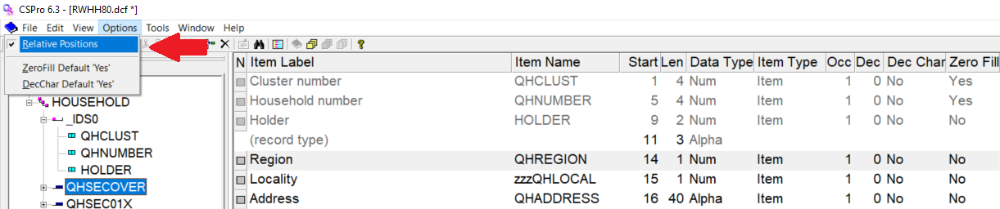 CSPro 6.3 - [RWHH80.dcf *]
File Edit View Options Tools Window Help
Relative Positions
ZeroFill Default 'Yes'
DecChar Default 'Yes'
HOUSEHOLD
_IDS0
QHCLUST
QHNUMBER
HOLDER
QHSECOVER
QHSEC01X
N Item Label Item Name Start Len Data Type Item Type Occ Dec Dec Char Zero Fill
Cluster number QHCLUST 1 4 Num Item 1 0 No Yes
Household number QHNUMBER 5 4 Num Item 1 0 No Yes
Holder HOLDER 9 2 Num Item 1 0 No No
(record type) 11 3 Alpha
Region QHREGION 14 1 Num Item 1 0 No No
Locality zzzQHLOCAL 15 1 Num Item 1 0 No No
Address QHADDRESS 16 40 Alpha Item 1 0 No No